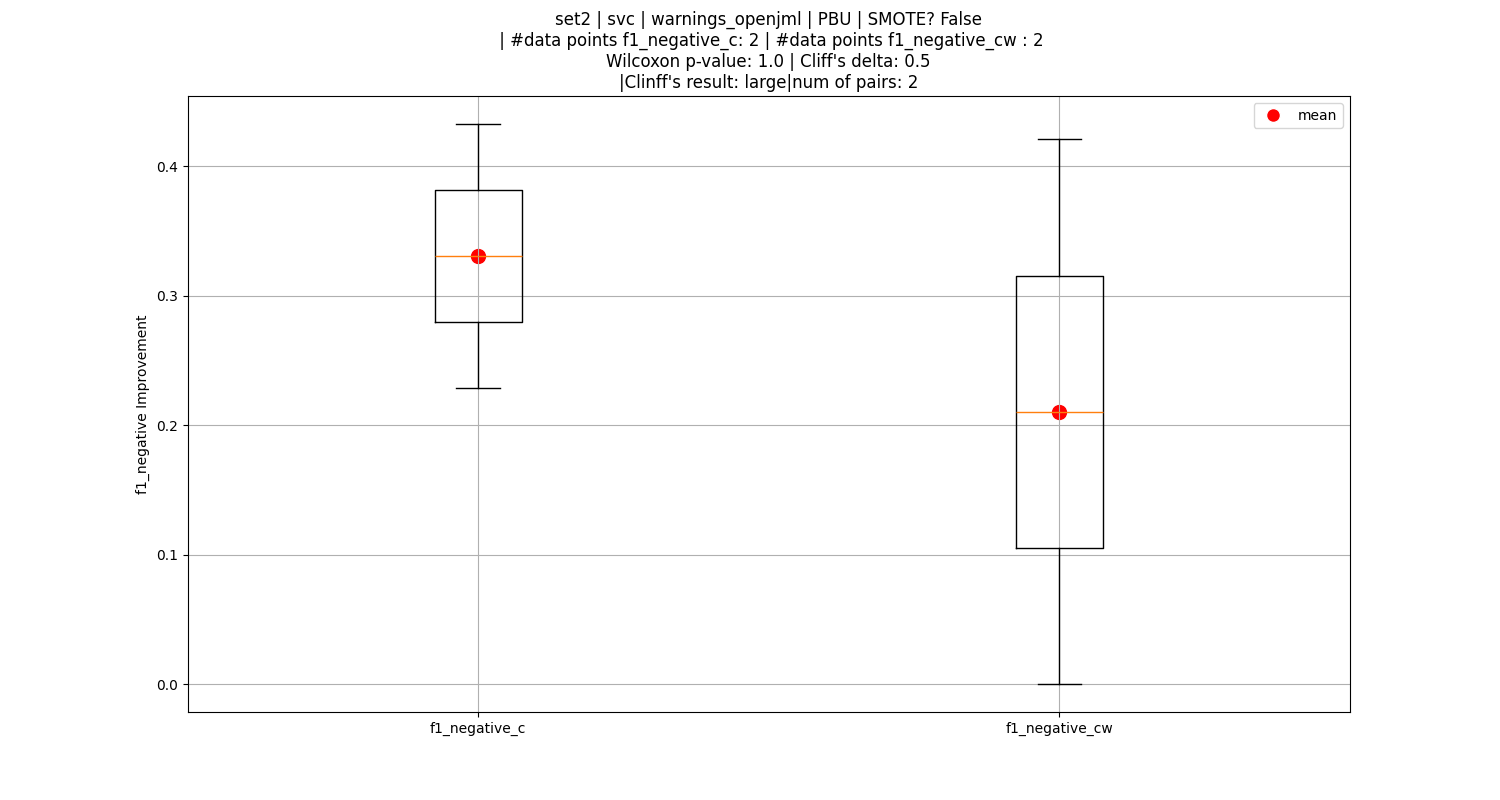 set2 | svc | warnings_openjml | PBU | SMOTE? False
| #data points f1_negative_c: 2 | #data points f1_negative_cw : 2
Wilcoxon p-value: 1.0 | Cliff's delta: 0.5
|Clinff's result: large|num of pairs: 2
mean
0.4
0.3
0.2
0.1
0.0
f1_negative Improvement
f1_negative_c
f1_negative_cw